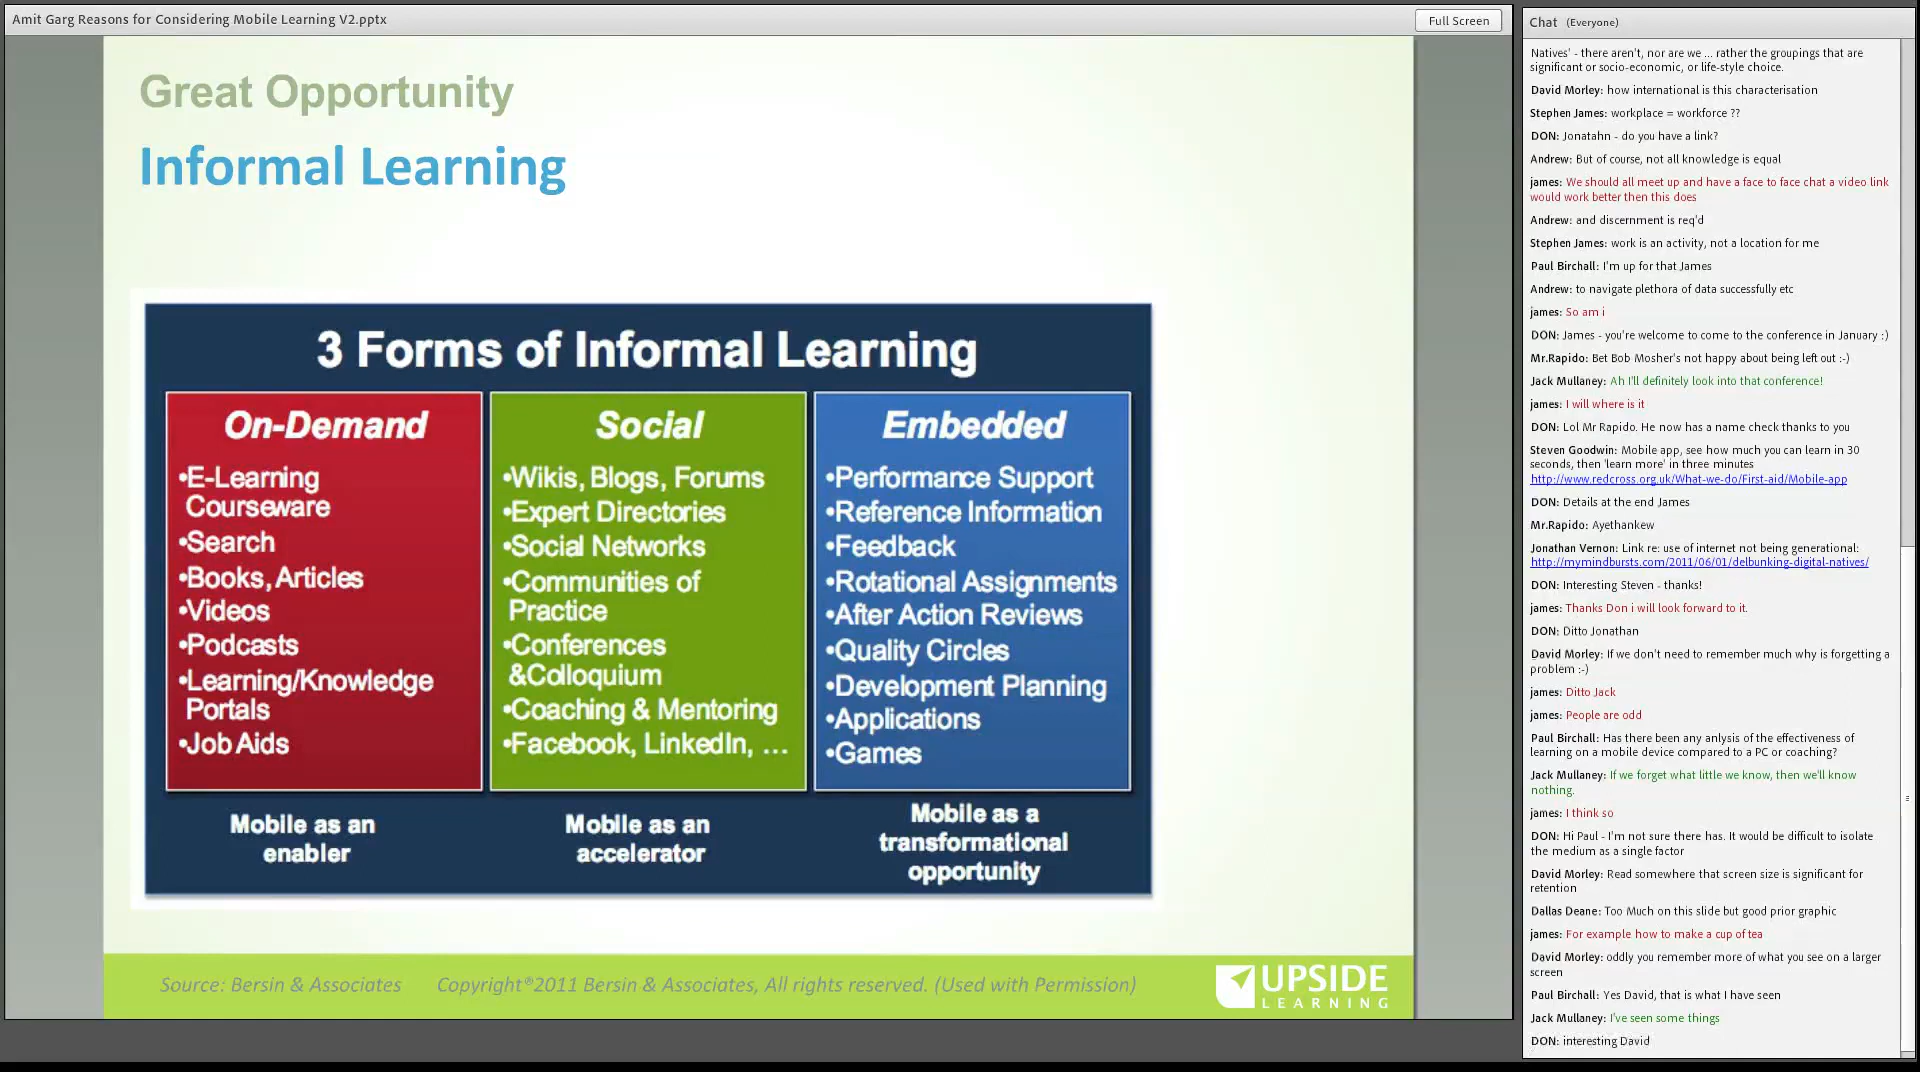 Amit Garg Reasons for Considering Mobile Learning V2.pptx
Full Screen
Great Opportunity
Informal Learning
3 Forms of Informal Learning
On-Demand
•E-Learning
Courseware
•Search
•Books, Articles
•Videos
•Podcasts
•Learning/Knowledge
Portals
•Job Aids
Mobile as an
enabler
Social
•Wikis, Blogs, Forums
•Expert Directories
•Social Networks
•Communities of
Practice
•Conferences
&Colloquium
•Coaching & Mentoring
•Facebook, LinkedIn, ...
Mobile as an
accelerator
Embedded
•Performance Support
•Reference Information
•Feedback
•Rotational Assignments
•After Action Reviews
•Quality Circles
•Development Planning
•Applications
•Games
Mobile as a
transformational
opportunity
Source: Bersin & Associates Copyright®2011 Bersin & Associates, All rights reserved. (Used with Permission)
UPSIDE
LEARNING
Chat (Everyone)
Natives' - there aren't, nor are we ... rather the groupings that are
significant or socio-economic, or life-style choice.
David Morley: how international is this characterisation
Stephen James: workplace = workforce ??
DON: Jonatahn - do you have a link?
Andrew: But of course, not all knowledge is equal
james: We should all meet up and have a face to face chat a video link
would work better then this does
Andrew: and discernment is req'd
Stephen James: work is an activity, not a location for me
Paul Birchall: I'm up for that James
Andrew: to navigate plethora of data successfully etc
james: So am i
DON: James - you're welcome to come to the conference in January :)
Mr.Rapido: Bet Bob Mosher's not happy about being left out :-)
Jack Mullaney: Ah I'll definitely look into that conference!
james: I will where is it
DON: Lol Mr Rapido. He now has a name check thanks to you
Steven Goodwin: Mobile app, see how much you can learn in 30
seconds, then 'learn more' in three minutes
http://www.redcross.org.uk/What-we-do/First-aid/Mobile-app
DON: Details at the end James
Mr.Rapido: Ayethankew
Jonathan Vernon: Link re: use of internet not being generational:
http://mymindbursts.com/2011/06/01/delbunking-digital-natives/
DON: Interesting Steven - thanks!
james: Thanks Don i will look forward to it.
DON: Ditto Jonathan
David Morley: If we don't need to remember much why is forgetting a
problem :-)
james: Ditto Jack
james: People are odd
Paul Birchall: Has there been any anlysis of the effectiveness of
learning on a mobile device compared to a PC or coaching?
Jack Mullaney: If we forget what little we know, then we'll know
nothing.
james: I think so
DON: Hi Paul - I'm not sure there has. It would be difficult to isolate
the medium as a single factor
David Morley: Read somewhere that screen size is significant for
retention
Dallas Deane: Too Much on this slide but good prior graphic
james: For example how to make a cup of tea
David Morley: oddly you remember more of what you see on a larger
screen
Paul Birchall: Yes David, that is what I have seen
Jack Mullaney: I've seen some things
DON: interesting David